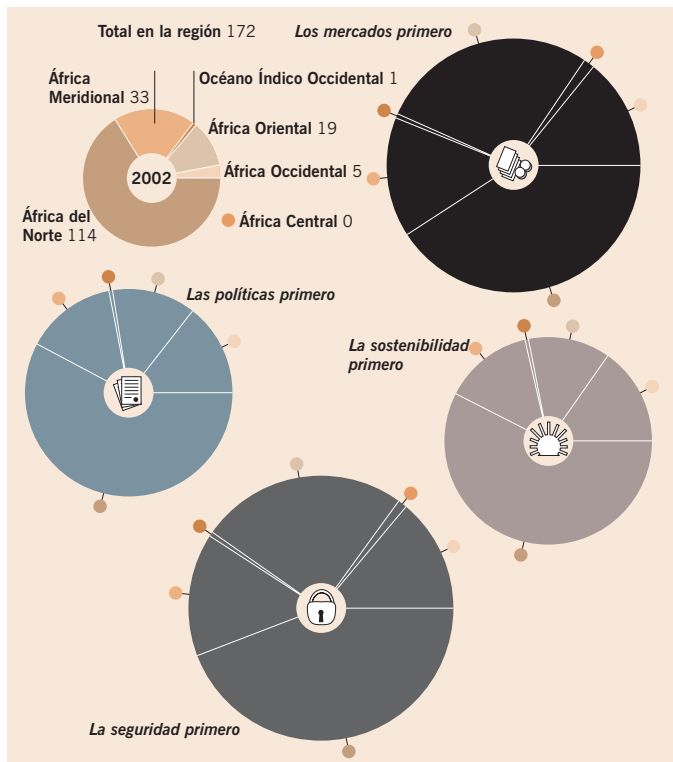 Total en la región 172
Los mercados primero
África
Meridional 33
Océano Índico Occidental 1
África Oriental 19
2002
África Occidental 5
África del
Norte 114
África Central 0
Las políticas primero
La sostenibilidad
primero
La seguridad primero